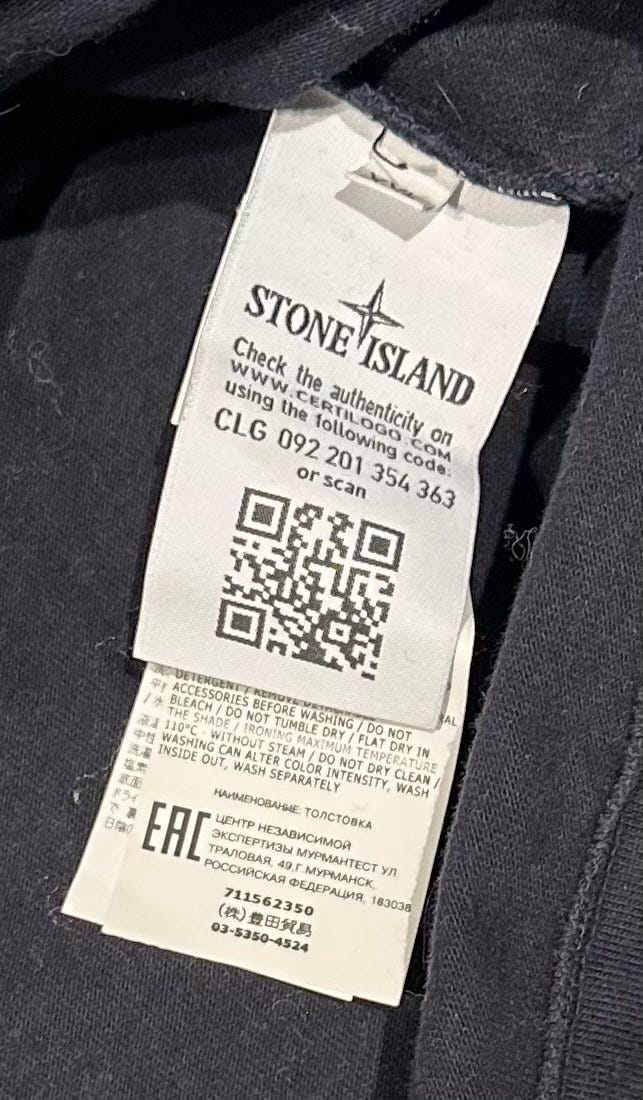 STONE ISLAND
Check the authenticity on
WWW.CERTILOGO.COM
using the following code:
CLG 092 201 354 363
or scan
DETERGENT / REMOVE
ACCESSORIES BEFORE WASHING / DO NOT
BLEACH / DO NOT TUMBLE DRY / FLAT DRY IN
THE SHADE / IRONING MAXIMUM TEMPERATURE
110°C - WITHOUT STEAM / DO NOT DRY CLEAN /
WASHING CAN ALTER COLOR INTENSITY, WASH
INSIDE OUT, WASH SEPARATELY
НАИМЕНОВАНИЕ: ТОЛСТОВКА
EAC
ЦЕНТР НЕЗАВИСИМОЙ
ЭКСПЕРТИЗЫ МУРМАНТЕСТ УЛ.
ТРАЛОВАЯ, 49,Г.МУРМАНСК,
РОССИЙСКАЯ ФЕДЕРАЦИЯ, 183038
711562350
(株)豊田貿易
03-5350-4524